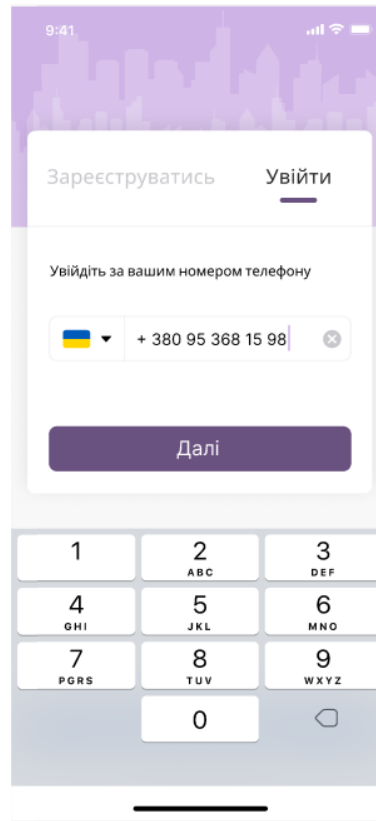 9:41
Зареєструватись Увійти
Увійдіть за вашим номером телефону
+ 380 95 368 15 98
Далі
1 2 3
ABC DEF
4 5 6
GHI JKL MNO
7 8 9
PGRS TUV WXYZ
0